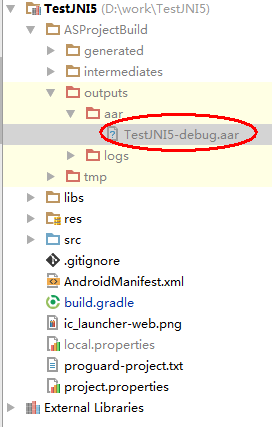 TestJNI5 (D:\work\TestJNI5)
ASProjectBuild
generated
intermediates
outputs
aar
TestJNI5-debug.aar
logs
tmp
libs
res
src
.gitignore
AndroidManifest.xml
build.gradle
ic_launcher-web.png
local.properties
proguard-project.txt
project.properties
External Libraries